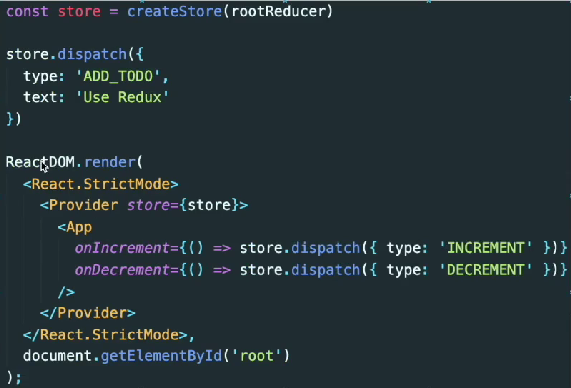 const store = createStore(rootReducer)
store.dispatch({
type: 'ADD_TODO',
text: 'Use Redux'
})
ReactDOM.render(
<React.StrictMode>
<Provider store={store}>
<App
onIncrement={() => store.dispatch({ type: 'INCREMENT' })}
onDecrement={() => store.dispatch({ type: 'DECREMENT' })}
/>
</Provider>
</React.StrictMode>,
document.getElementById('root')
);